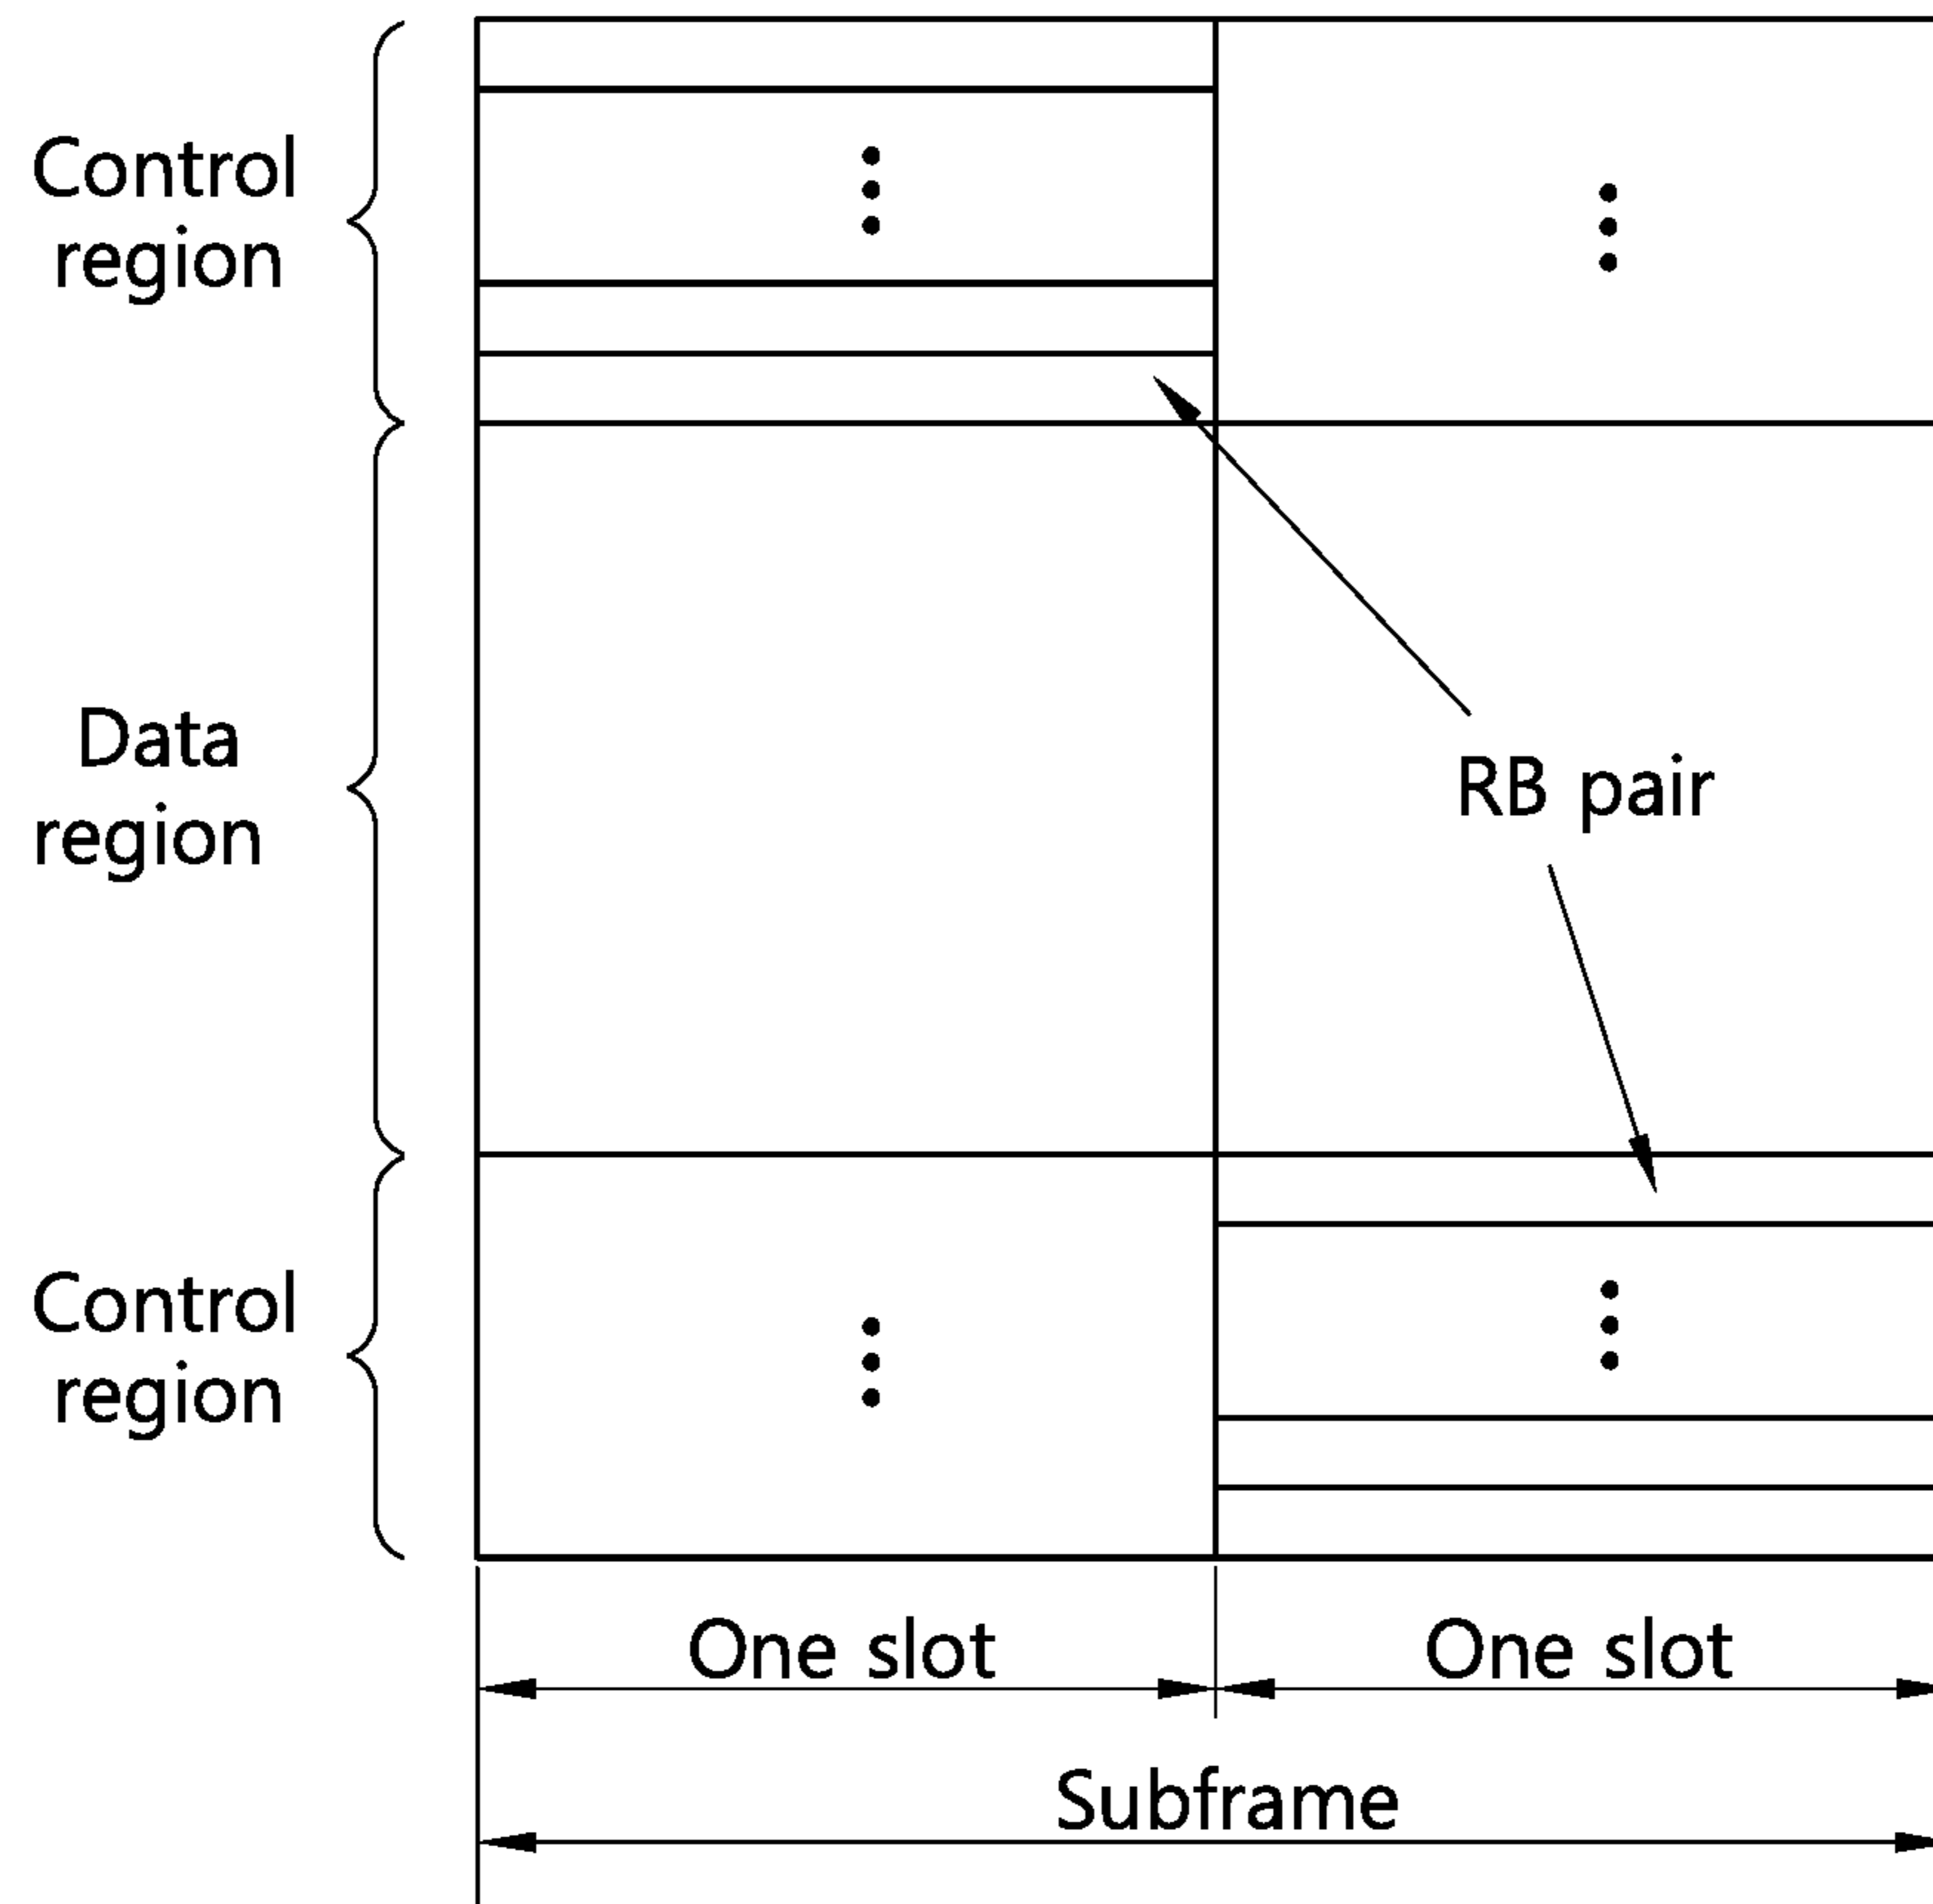 Control
region
Data
region
RB pair
Control
region
One slot
One slot
Subframe